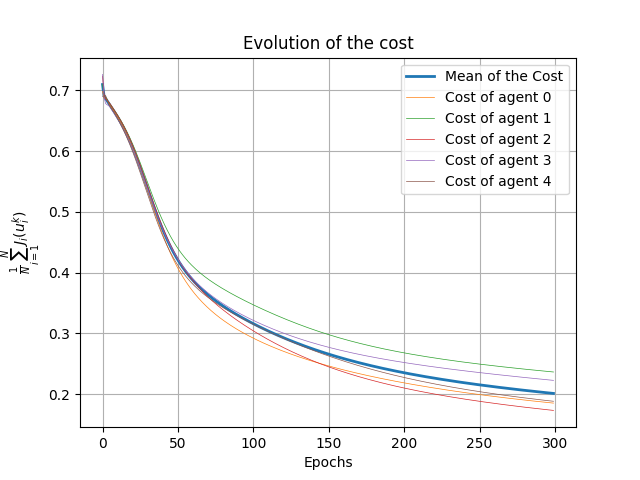 Evolution of the cost
Mean of the Cost
Cost of agent 0
Cost of agent 1
Cost of agent 2
Cost of agent 3
Cost of agent 4
0.7
0.6
0.5
0.4
0.3
0.2
$\frac{1}{N}\sum_{i=1}^{N} J_i(u_i^k)$
0 50 100 150 200 250 300
Epochs